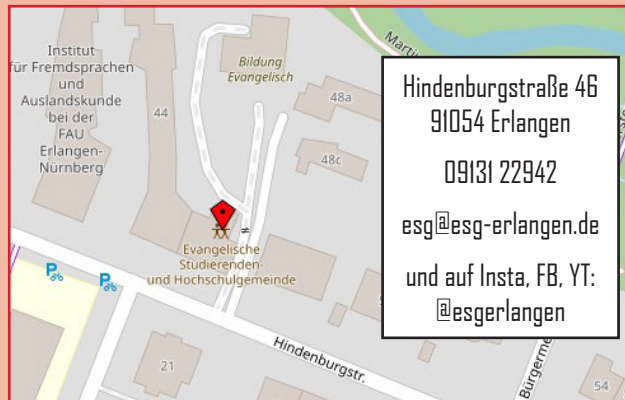 Institut
für Fremdsprachen
und
Auslandskunde
bei der
FAU
Erlangen-
Nürnberg
44
Bildung
Evangelisch
48a
48c
Evangelische
Studierenden-
und Hochschulgemeinde
P
P
21
Hindenburgstr.
54
Hindenburgstraße 46
91054 Erlangen
09131 22942
esg@esg-erlangen.de
und auf Insta, FB, YT:
@esgerlangen